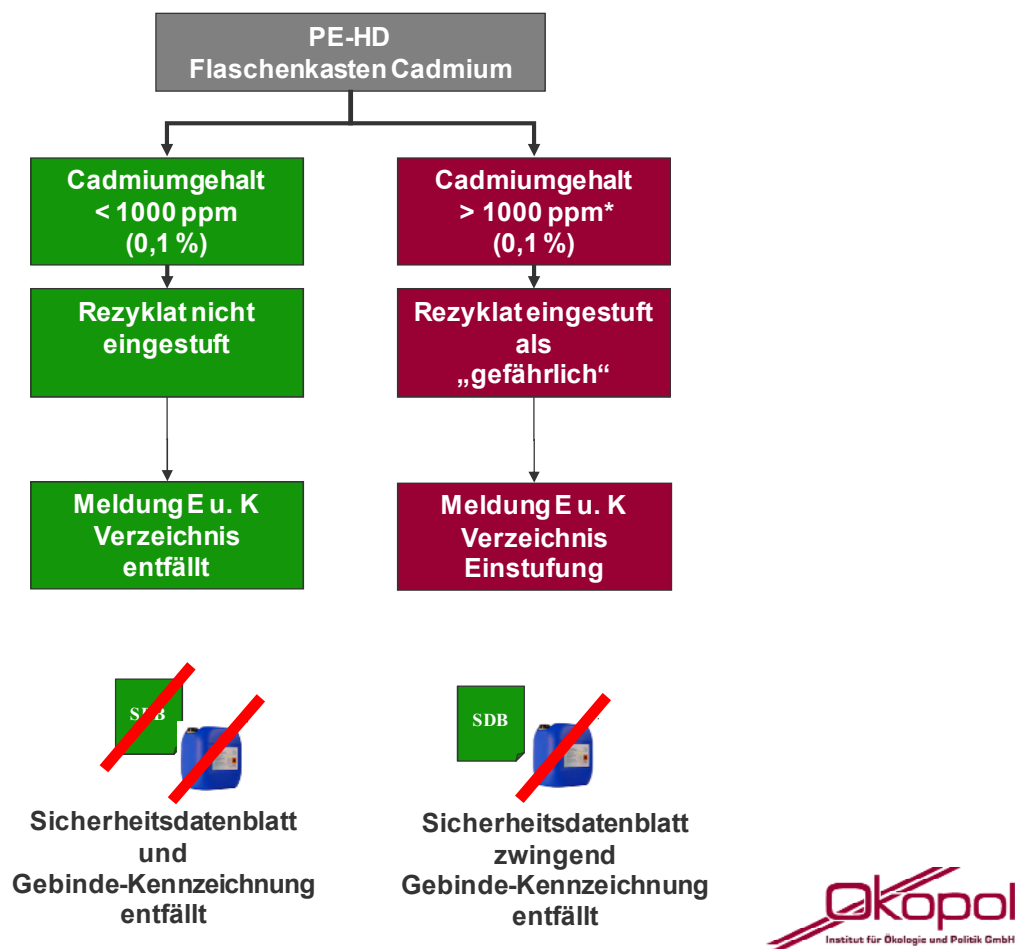 PE-HD
Flaschenkasten Cadmium
Cadmiumgehalt
< 1000 ppm
(0,1 %)
Cadmiumgehalt
> 1000 ppm*
(0,1 %)
Rezyklat nicht
eingestuft
Rezyklat eingestuft
als
„gefährlich“
Meldung E u. K
Verzeichnis
entfällt
Meldung E u. K
Verzeichnis
Einstufung
SDB
SDB
Sicherheitsdatenblatt
und
Gebinde-Kennzeichnung
entfällt
Sicherheitsdatenblatt
zwingend
Gebinde-Kennzeichnung
entfällt
Ökopol
Institut für Ökologie und Politik GmbH